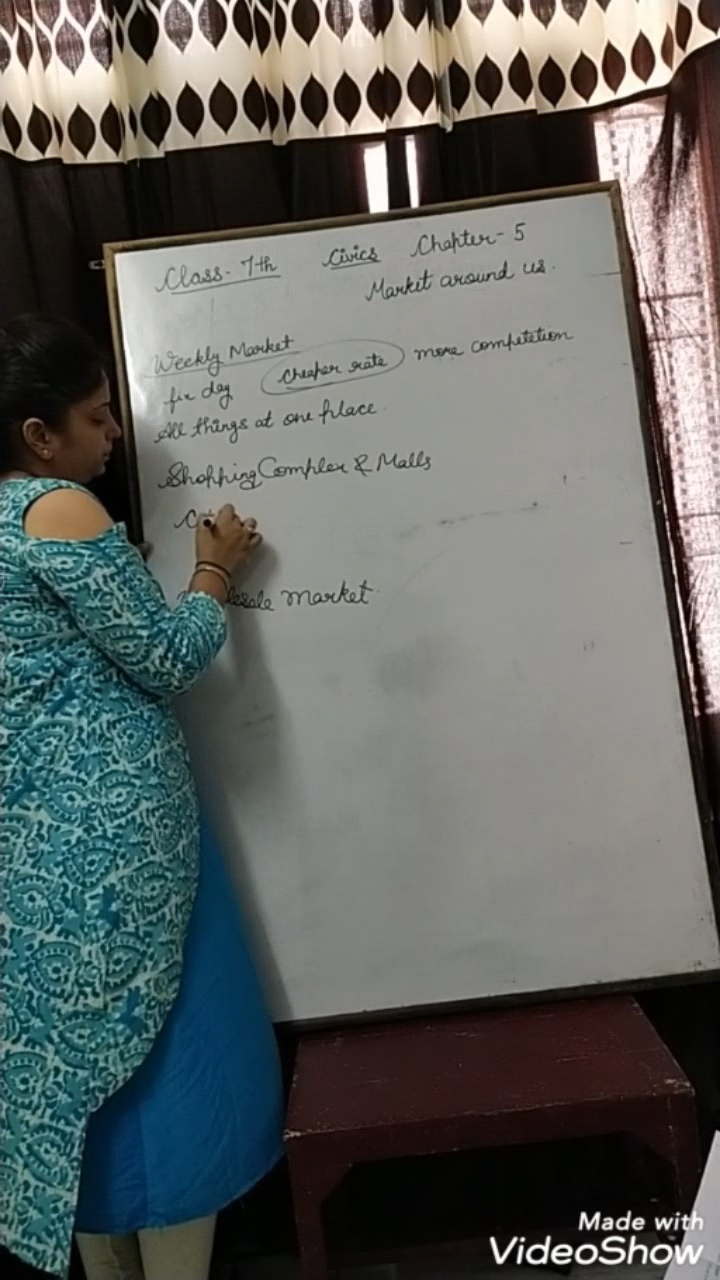 Class- 7th Civics Chapter- 5
Market around us.
Weekly Market
fix day cheaper rate more competetion
All things at one place.
Shopping Complex & Malls
Market
Made with
VideoShow